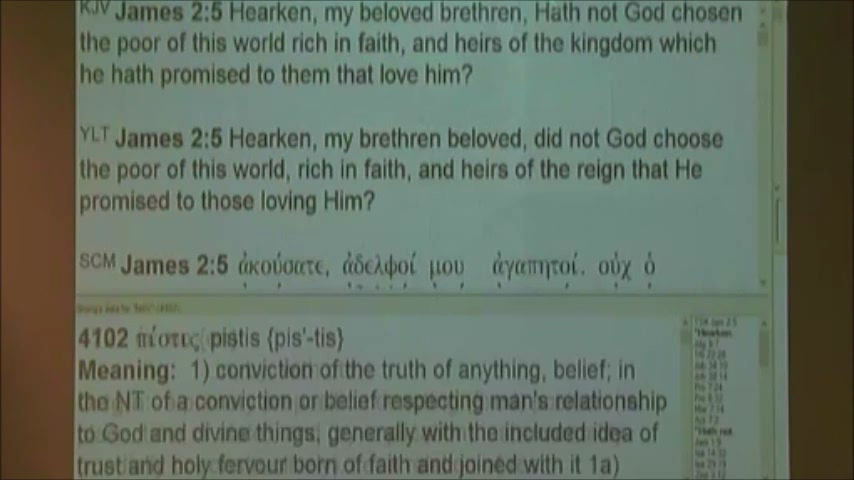 KJV James 2:5 Hearken, my beloved brethren, Hath not God chosen
the poor of this world rich in faith, and heirs of the kingdom which
he hath promised to them that love him?
YLT James 2:5 Hearken, my brethren beloved, did not God choose
the poor of this world, rich in faith, and heirs of the reign that He
promised to those loving Him?
SCM James 2:5 ἀκούσατε, ἀδελφοί μου ἀγαπητοί. οὐχ ὁ
4102 pistis {pis'-tis}
Meaning: 1) conviction of the truth of anything, belief; in
the NT of a conviction or belief respecting man's relationship
to God and divine things, generally with the included idea of
trust and holy fervour born of faith and joined with it 1a)